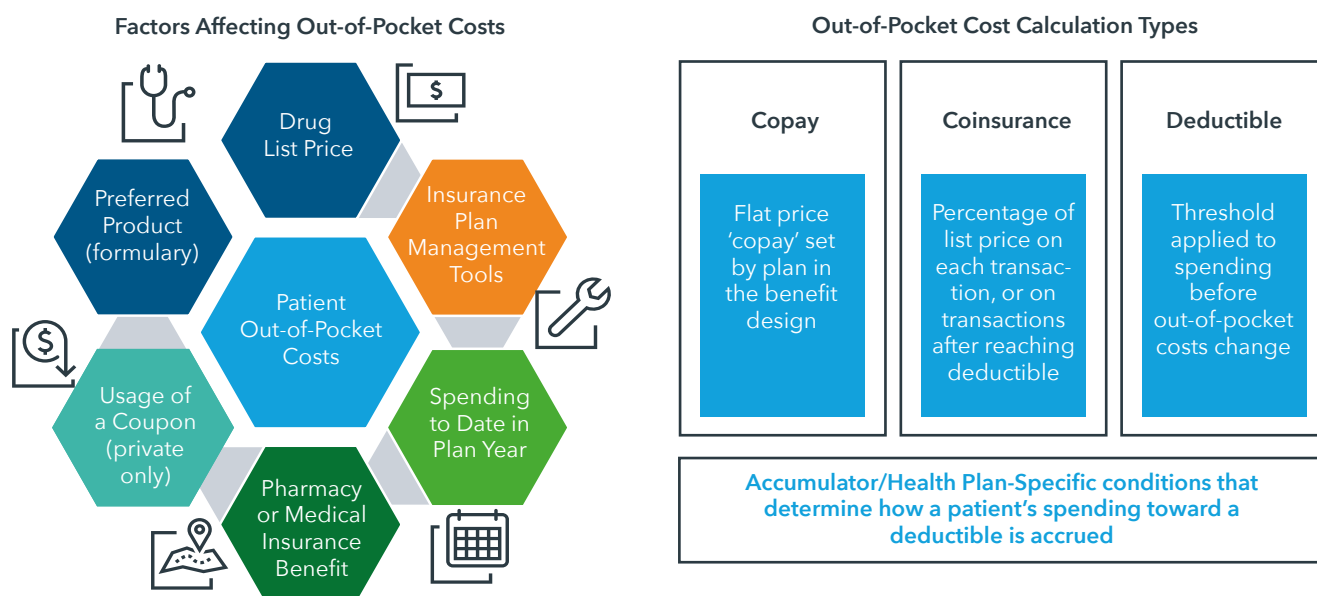 Factors Affecting Out-of-Pocket Costs
Drug
List Price
$
Insurance
Plan
Management
Tools
Spending
to Date in
Plan Year
Pharmacy
or Medical
Insurance
Benefit
Usage of
a Coupon
(private
only)
$
Preferred
Product
(formulary)
Patient
Out-of-Pocket
Costs
Out-of-Pocket Cost Calculation Types
Copay
Flat price
‘copay’ set
by plan in
the benefit
design
Coinsurance
Percentage of
list price on
each transac-
tion, or on
transactions
after reaching
deductible
Deductible
Threshold
applied to
spending
before
out-of-pocket
costs change
Accumulator/Health Plan-Specific conditions that
determine how a patient’s spending toward a
deductible is accrued